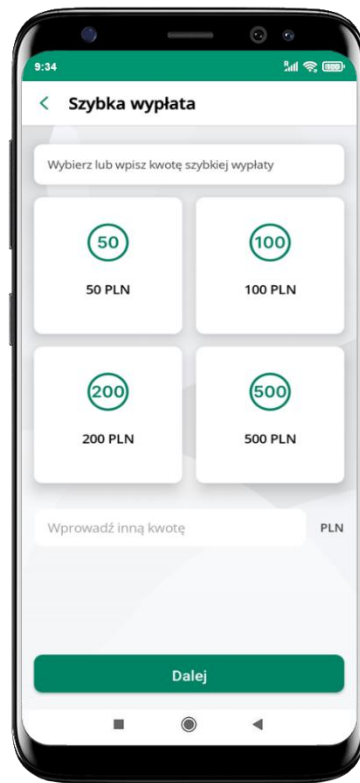 9:34
Szybka wypłata
Wybierz lub wpisz kwotę szybkiej wypłaty
50
100
50 PLN
100 PLN
200
500
200 PLN
500 PLN
Wprowadź inną kwotę
PLN
Dalej